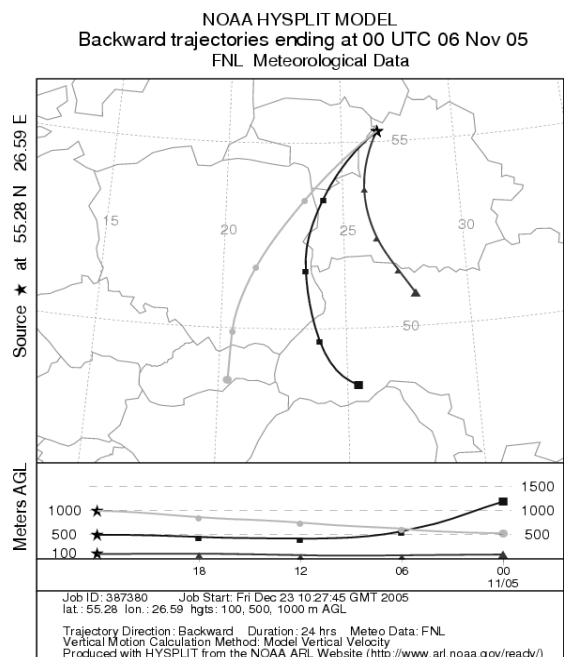 NOAA HYSPLIT MODEL
Backward trajectories ending at 00 UTC 06 Nov 05
FNL Meteorological Data
Source ★ at 55.28 N 26.59 E
55
15
20
25
30
50
Meters AGL
1500
1000
1000
500
500
100
18
12
06
00
11/05
Job ID: 387380 Job Start: Fri Dec 23 10:27:45 GMT 2005
lat.: 55.28 lon.: 26.59 hgts: 100, 500, 1000 m AGL
Trajectory Direction: Backward Duration: 24 hrs Meteo Data: FNL
Vertical Motion Calculation Method: Model Vertical Velocity
Produced with HYSPLIT from the NOAA ARL Website (http://www.arl.noaa.gov/ready/)